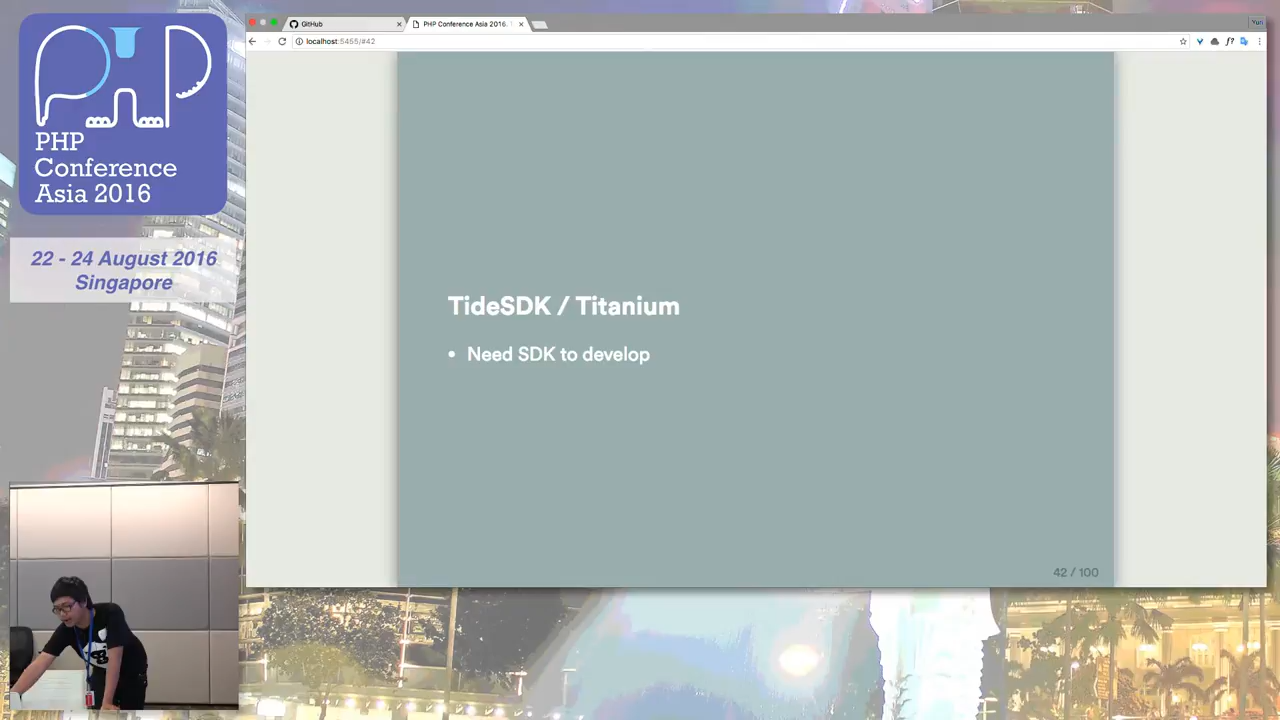 PHP
Conference
Asia 2016
22 - 24 August 2016
Singapore
GitHub
PHP Conference Asia 2016.
Yuri
localhost:5455/#42
f?
TideSDK / Titanium
• Need SDK to develop
42 / 100